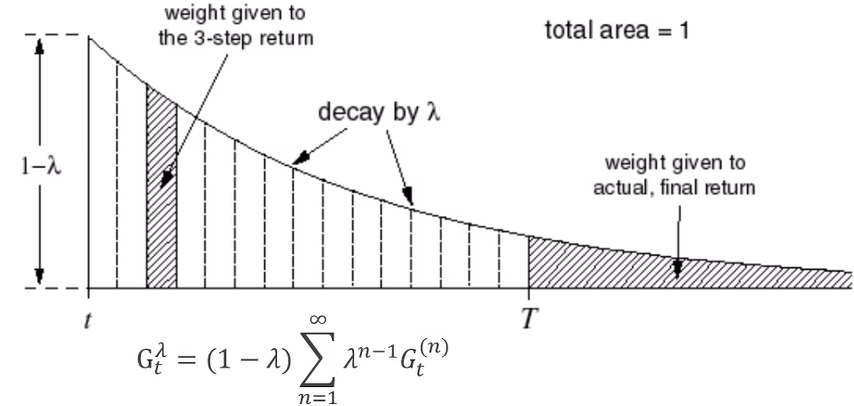 weight given to
the 3-step return
total area = 1
decay by λ
1−λ
weight given to
actual, final return
t
T
G_t^λ = (1 − λ) ∑_{n=1}^{∞} λ^{n−1} G_t^{(n)}